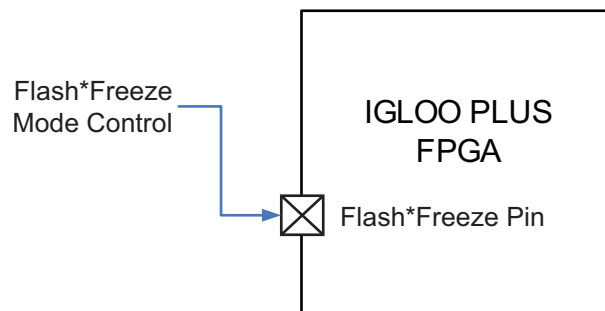 Flash*Freeze
Mode Control
IGLOO PLUS
FPGA
Flash*Freeze Pin